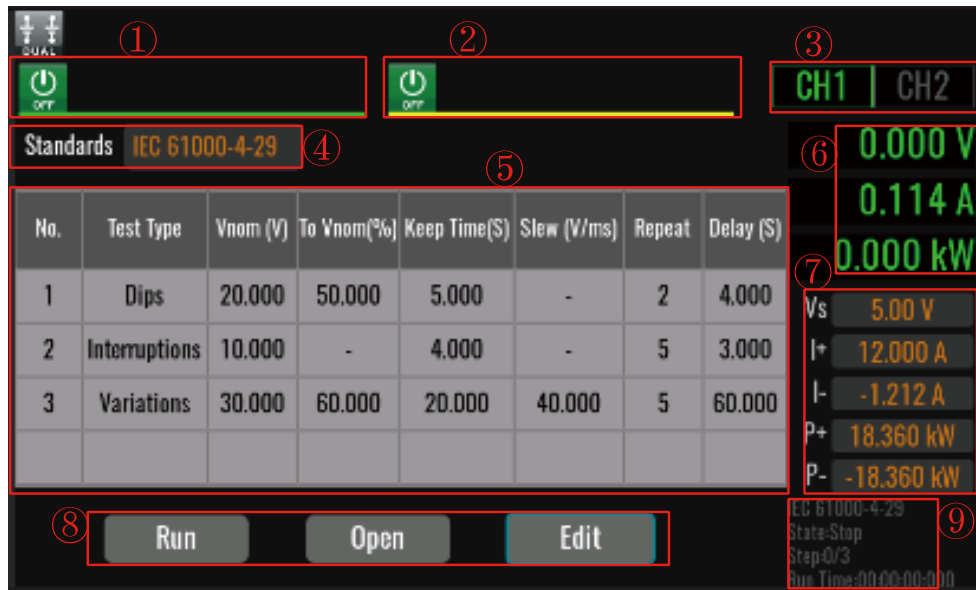 DUAL
① ② ③
OFF OFF CH1 | CH2
Standards IEC 61000-4-29 ④
⑤ ⑥ 0.000 V
0.114 A
0.000 kW
No. Test Type Vnom (V) To Vnom(%) Keep Time(S) Slew (V/ms) Repeat Delay (S)
1 Dips 20.000 50.000 5.000 - 2 4.000
2 Interruptions 10.000 - 4.000 - 5 3.000
3 Variations 30.000 60.000 20.000 40.000 5 60.000
⑦
Vs 5.00 V
I+ 12.000 A
I- -1.212 A
P+ 18.360 kW
P- -18.360 kW
⑧ Run Open Edit
⑨
IEC 61000-4-29
State:Stop
Step:0/3
Run Time:00:00:00:000